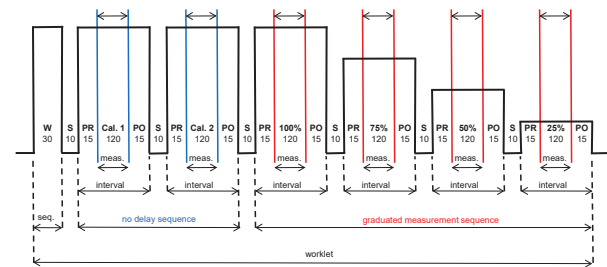 W S PR Cal. 1 PO S PR Cal. 2 PO S PR 100% PO S PR 75% PO S PR 50% PO S PR 25% PO
30 10 15 120 15 10 15 120 15 10 15 120 15 10 15 120 15 10 15 120 15 10 15 120 15
meas. meas. meas. meas. meas. meas.
interval interval interval interval interval interval
seq. no delay sequence graduated measurement sequence
worklet